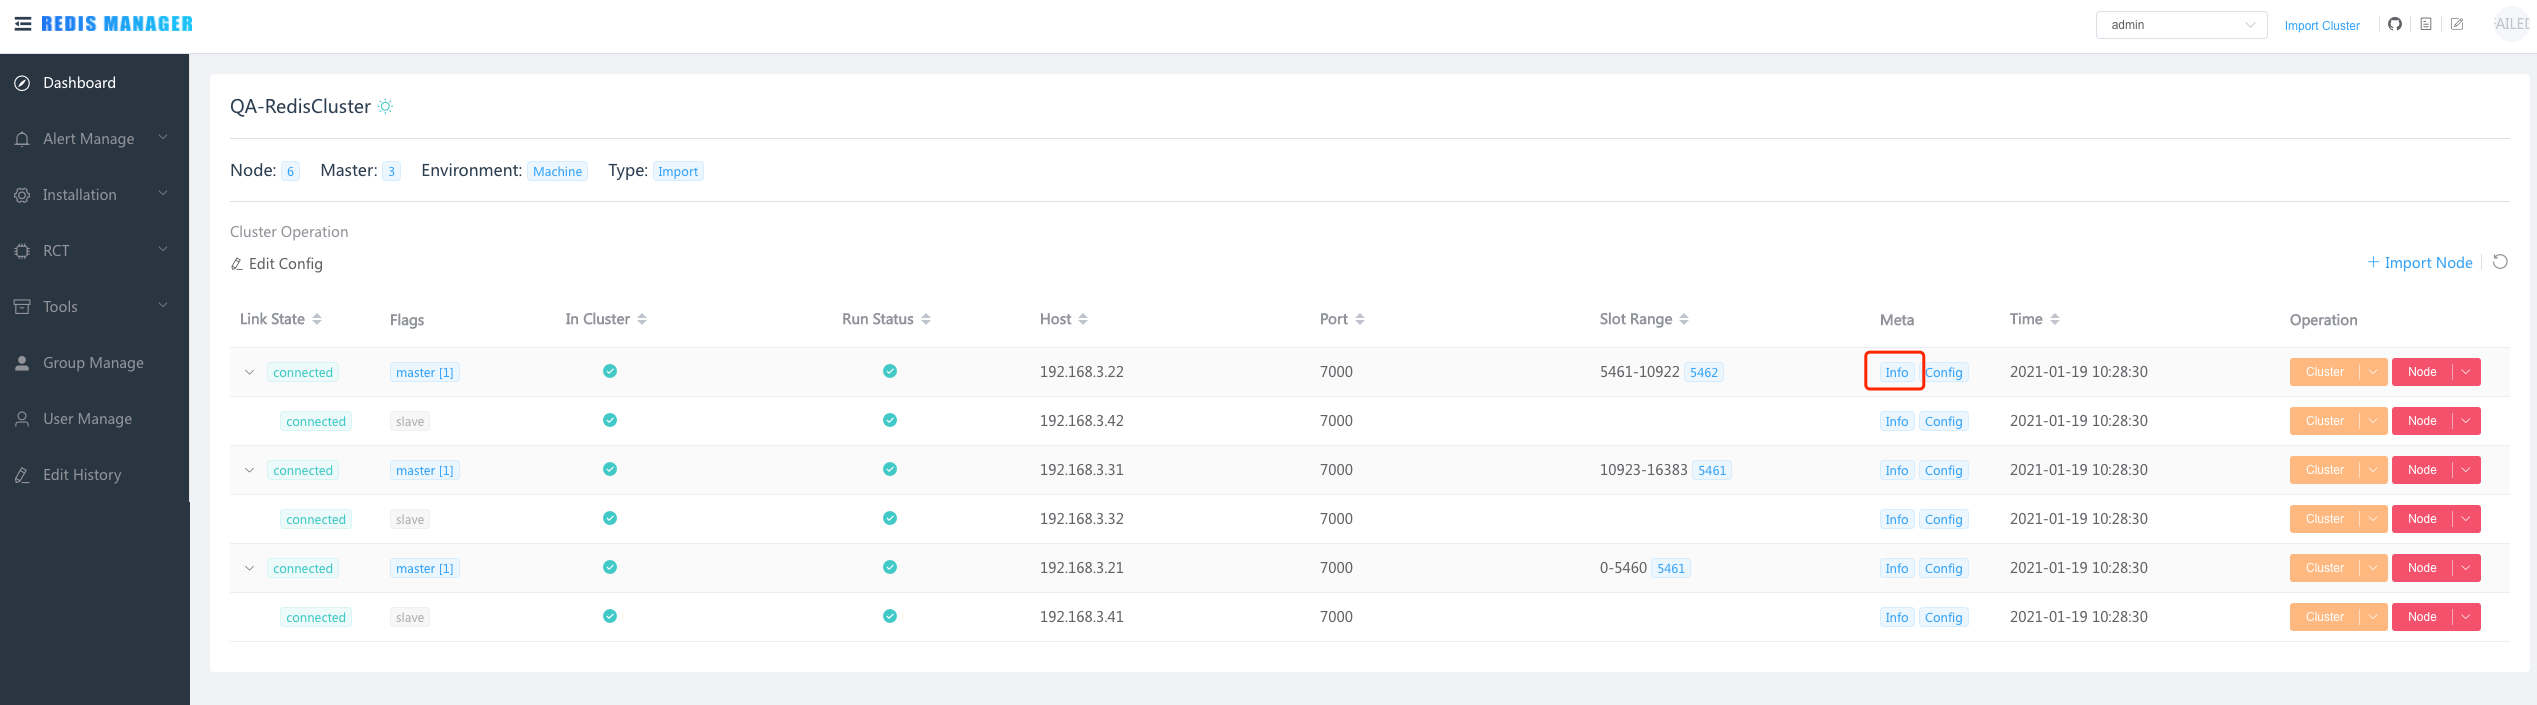 REDIS MANAGER
admin
Import Cluster
AILED
Dashboard
Alert Manage
Installation
RCT
Tools
Group Manage
User Manage
Edit History
QA-RedisCluster
Node: 6 Master: 3 Environment: Machine Type: Import
Cluster Operation
Edit Config
+ Import Node
Link State Flags In Cluster Run Status Host Port Slot Range Meta Time Operation
connected master [1] 192.168.3.22 7000 5461-10922 5462 Info Config 2021-01-19 10:28:30 Cluster Node
connected slave 192.168.3.42 7000 Info Config 2021-01-19 10:28:30 Cluster Node
connected master [1] 192.168.3.31 7000 10923-16383 5461 Info Config 2021-01-19 10:28:30 Cluster Node
connected slave 192.168.3.32 7000 Info Config 2021-01-19 10:28:30 Cluster Node
connected master [1] 192.168.3.21 7000 0-5460 5461 Info Config 2021-01-19 10:28:30 Cluster Node
connected slave 192.168.3.41 7000 Info Config 2021-01-19 10:28:30 Cluster Node